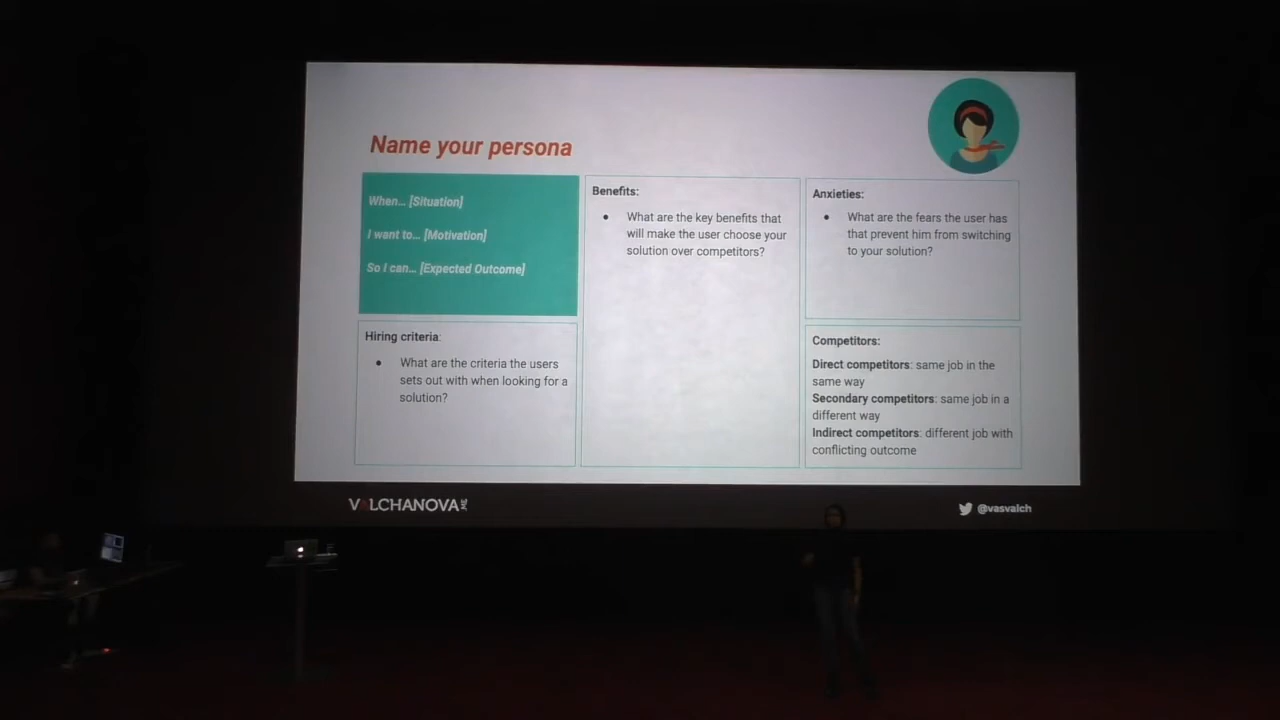 Name your persona
When... [Situation]
I want to... [Motivation]
So I can... [Expected Outcome]
Hiring criteria:
• What are the criteria the users
sets out with when looking for a
solution?
Benefits:
• What are the key benefits that
will make the user choose your
solution over competitors?
Anxieties:
• What are the fears the user has
that prevent him from switching
to your solution?
Competitors:
Direct competitors: same job in the
same way
Secondary competitors: same job in a
different way
Indirect competitors: different job with
conflicting outcome
VALCHANOVA.ME
@vasvalch